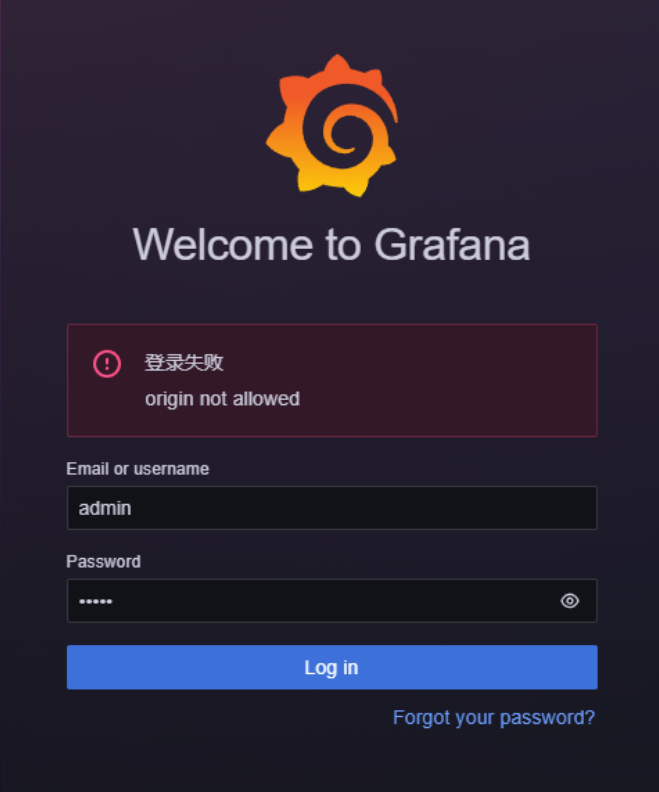 Welcome to Grafana
登录失败
origin not allowed
Email or username
admin
Password
•••••
Log in
Forgot your password?